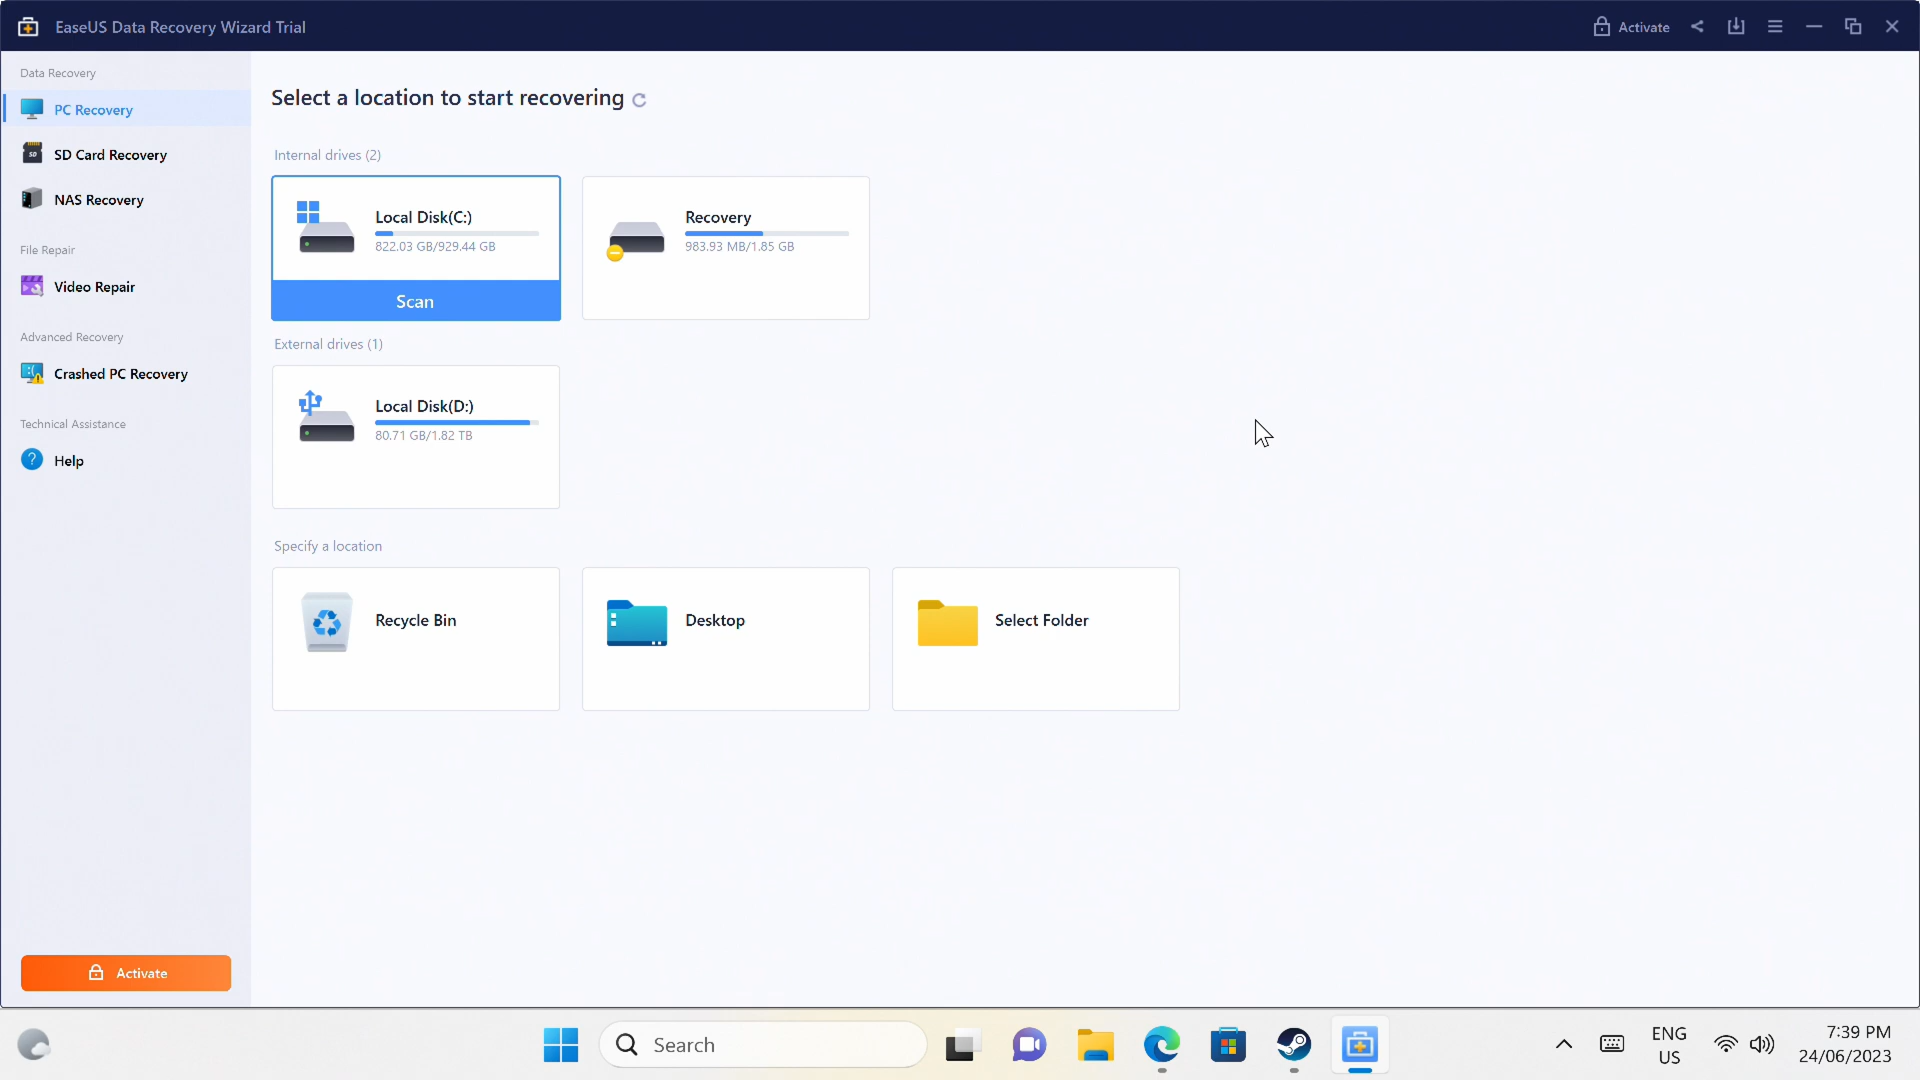 EaseUS Data Recovery Wizard Trial
Activate
Data Recovery
PC Recovery
SD Card Recovery
NAS Recovery
File Repair
Video Repair
Advanced Recovery
Crashed PC Recovery
Technical Assistance
Help
Activate
Select a location to start recovering
Internal drives (2)
Local Disk(C:)
822.03 GB/929.44 GB
Scan
Recovery
983.93 MB/1.85 GB
External drives (1)
Local Disk(D:)
80.71 GB/1.82 TB
Specify a location
Recycle Bin
Desktop
Select Folder
Search
ENG
US
7:39 PM
24/06/2023